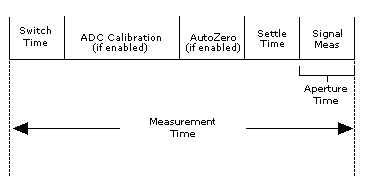 Switch
Time
ADC Calibration
(if enabled)
AutoZero
(if enabled)
Settle
Time
Signal
Meas
Aperture
Time
Measurement
Time